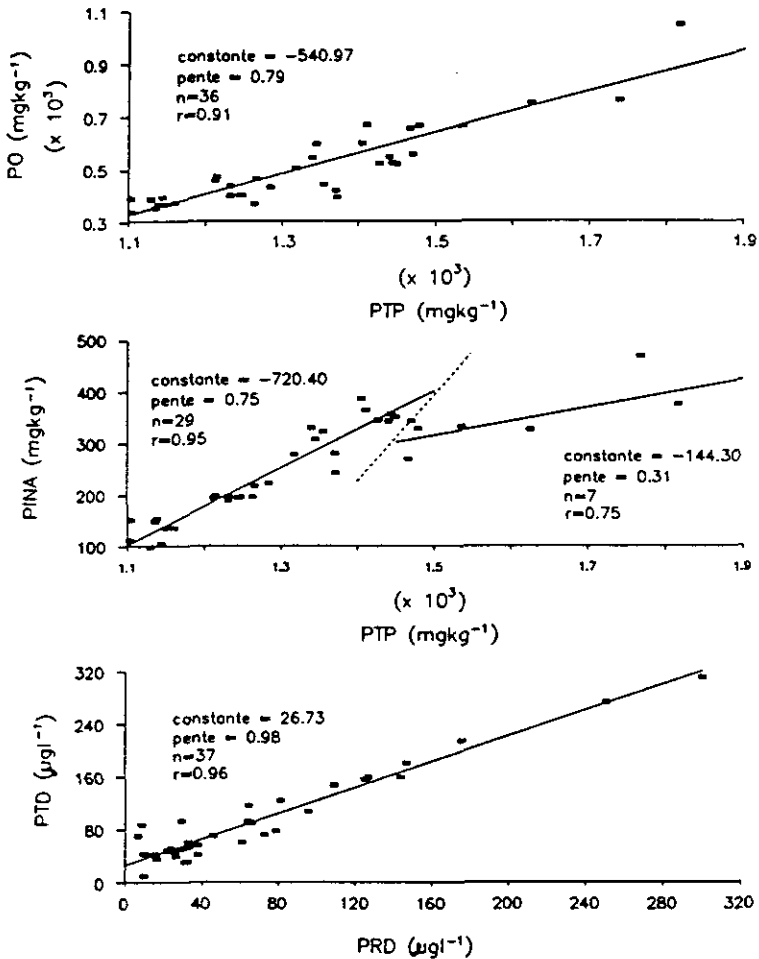 PO (mgkg⁻¹)
(x 10³)
1.1
0.9
0.7
0.5
0.3
constante = -540.97
pente = 0.79
n=36
r=0.91
1.1 1.3 1.5 1.7 1.9
(x 10³)
PTP (mgkg⁻¹)
PINA (mgkg⁻¹)
500
400
300
200
100
constante = -720.40
pente = 0.75
n=29
r=0.95
constante = -144.30
pente = 0.31
n=7
r=0.75
1.1 1.3 1.5 1.7 1.9
(x 10³)
PTP (mgkg⁻¹)
PTD (µgl⁻¹)
320
240
160
80
0
constante = 26.73
pente = 0.98
n=37
r=0.96
0 40 80 120 160 200 240 280 320
PRD (µgl⁻¹)